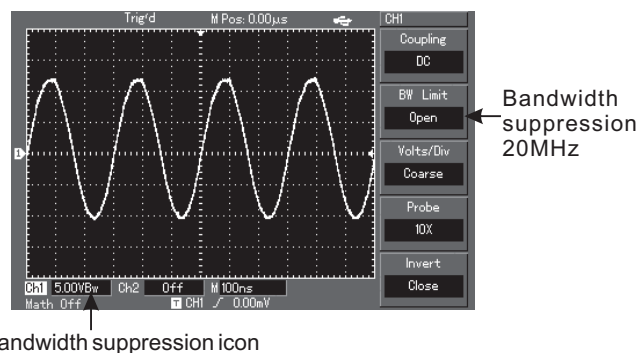 Trig'd M Pos: 0.00μs CH1
Coupling
DC
BW Limit
Open
Volts/Div
Coarse
Probe
10X
Invert
Close
1
Ch1 5.00VBw Ch2 Off M 100ns
Math Off T CH1 0.00mV
Bandwidth
suppression
20MHz
andwidth suppression icon